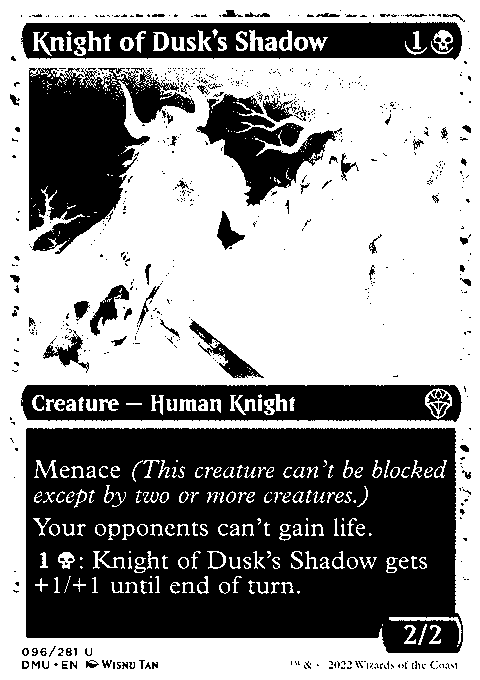 Knight of Dusk's Shadow 1
Creature — Human Knight
Menace (This creature can't be blocked
except by two or more creatures.)
Your opponents can't gain life.
1 : Knight of Dusk's Shadow gets
+1/+1 until end of turn.
2/2
096/281 U
DMU • EN Wisnu Tan ™ & 2022 Wizards of the Coast